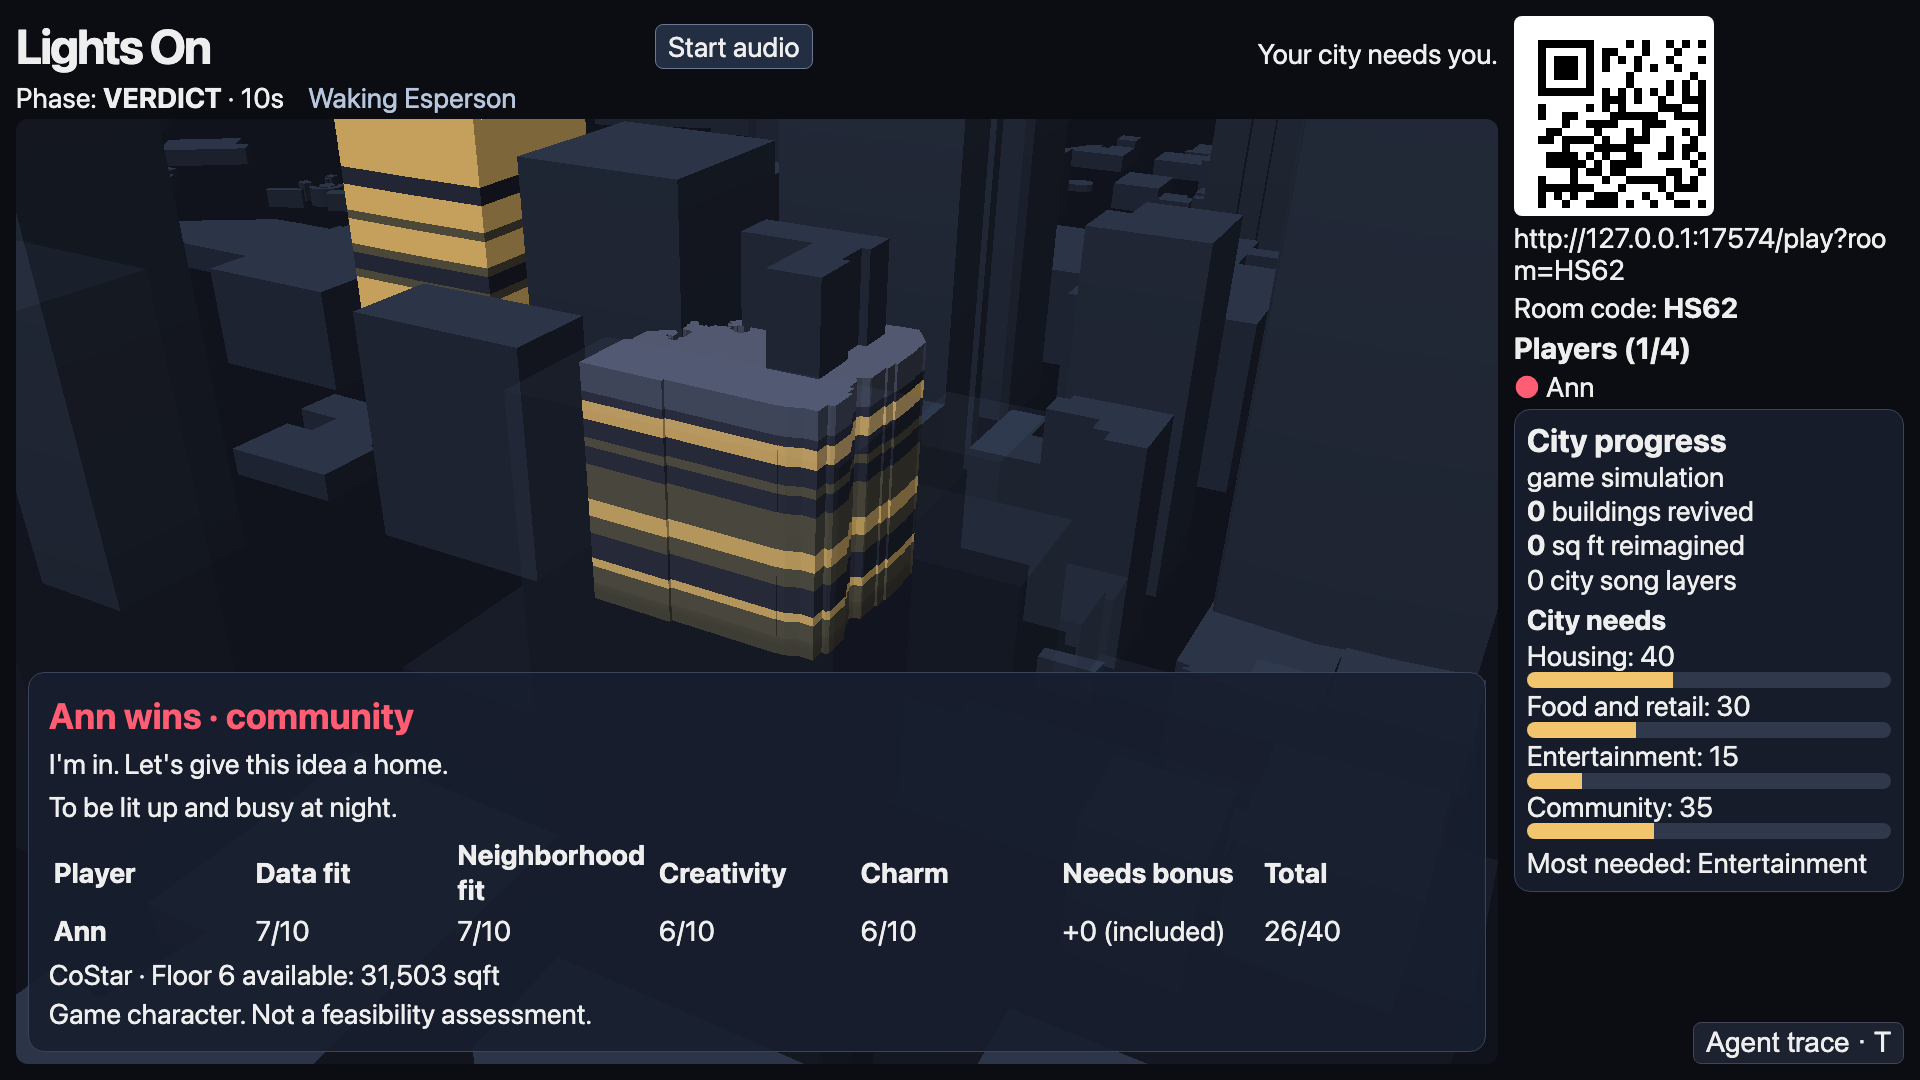 Lights On
Start audio
Your city needs you.
Phase: VERDICT · 10s Waking Esperson
http://127.0.0.1:17574/play?roo
m=HS62
Room code: HS62
Players (1/4)
Ann
City progress
game simulation
0 buildings revived
0 sq ft reimagined
0 city song layers
City needs
Housing: 40
Food and retail: 30
Entertainment: 15
Community: 35
Most needed: Entertainment
Ann wins · community
I'm in. Let's give this idea a home.
To be lit up and busy at night.
Player Data fit Neighborhood fit Creativity Charm Needs bonus Total
Ann 7/10 7/10 6/10 6/10 +0 (included) 26/40
CoStar · Floor 6 available: 31,503 sqft
Game character. Not a feasibility assessment.
Agent trace · T